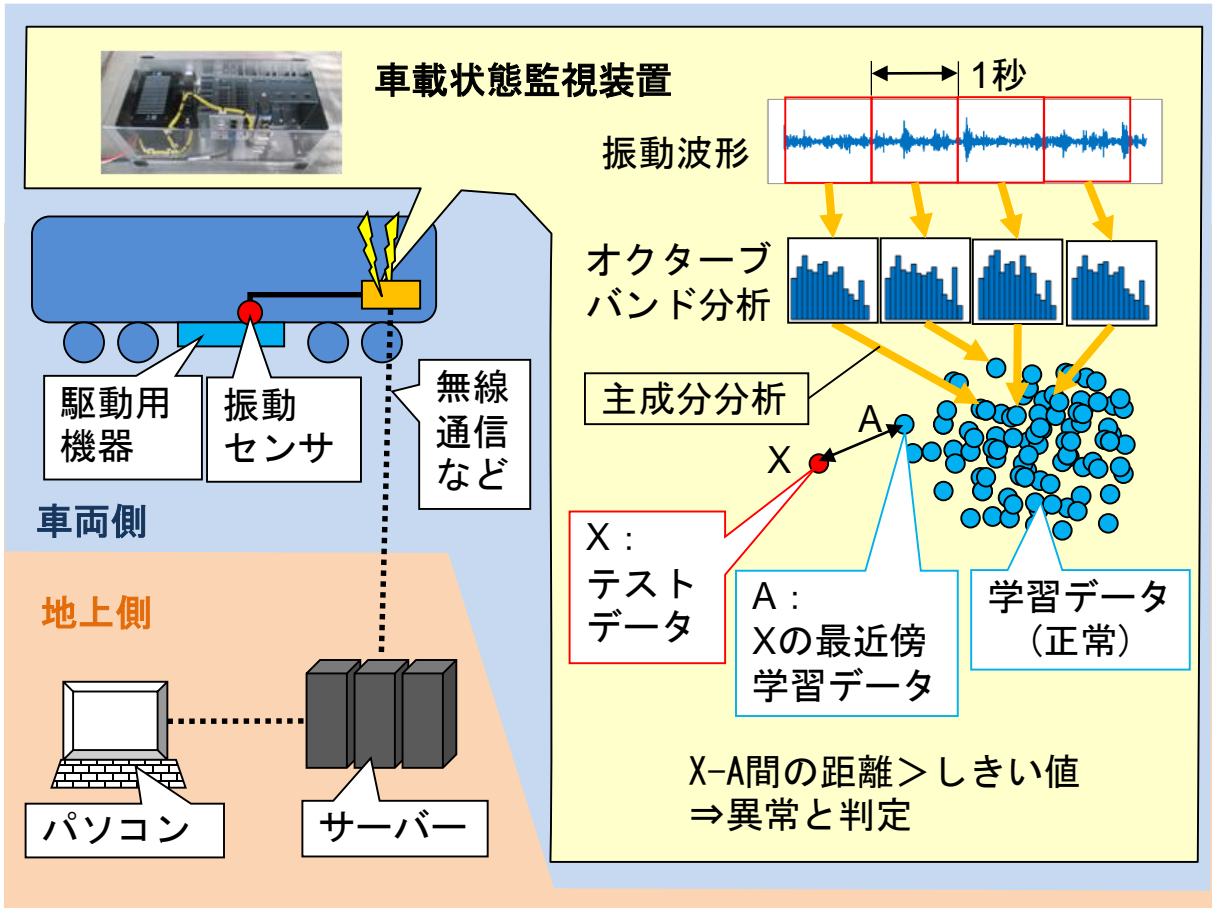 車載状態監視装置
1秒
振動波形
オクターブ
バンド分析
主成分分析
A
X
駆動用
機器
振動
センサ
無線
通信
など
車両側
X：
テスト
データ
A：
Xの最近傍
学習データ
学習データ
（正常）
地上側
パソコン
サーバー
X−A間の距離＞しきい値
⇒異常と判定